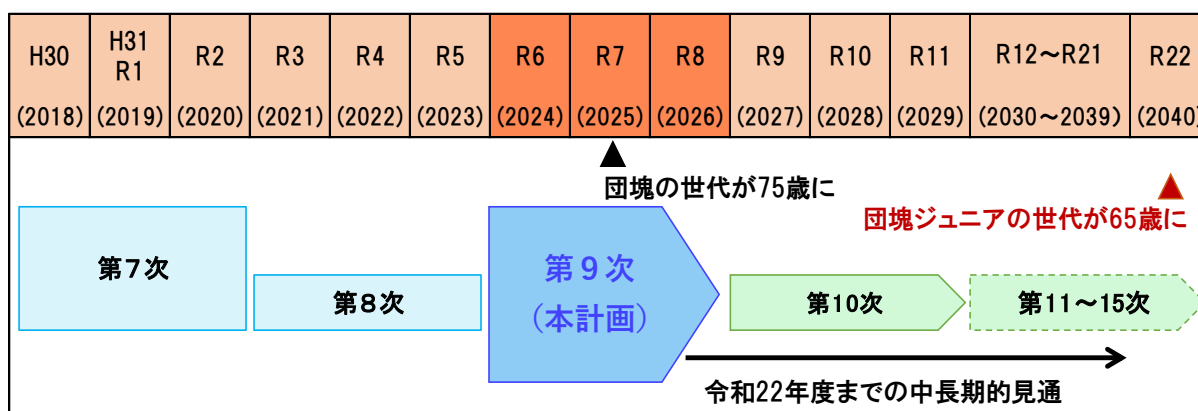 H30
(2018)
H31
R1
(2019)
R2
(2020)
R3
(2021)
R4
(2022)
R5
(2023)
R6
(2024)
R7
(2025)
R8
(2026)
R9
(2027)
R10
(2028)
R11
(2029)
R12～R21
(2030～2039)
R22
(2040)
団塊の世代が75歳に
団塊ジュニアの世代が65歳に
第７次
第８次
第９次
（本計画）
第10次
第11～15次
令和22年度までの中長期的見通